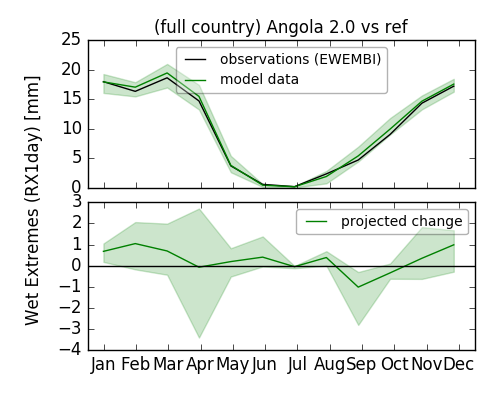 (full country) Angola 2.0 vs ref
25
20
15
10
5
0
observations (EWEMBI)
model data
Wet Extremes (RX1day) [mm]
3
2
1
0
−1
−2
−3
−4
projected change
Jan Feb Mar Apr May Jun Jul Aug Sep Oct Nov Dec